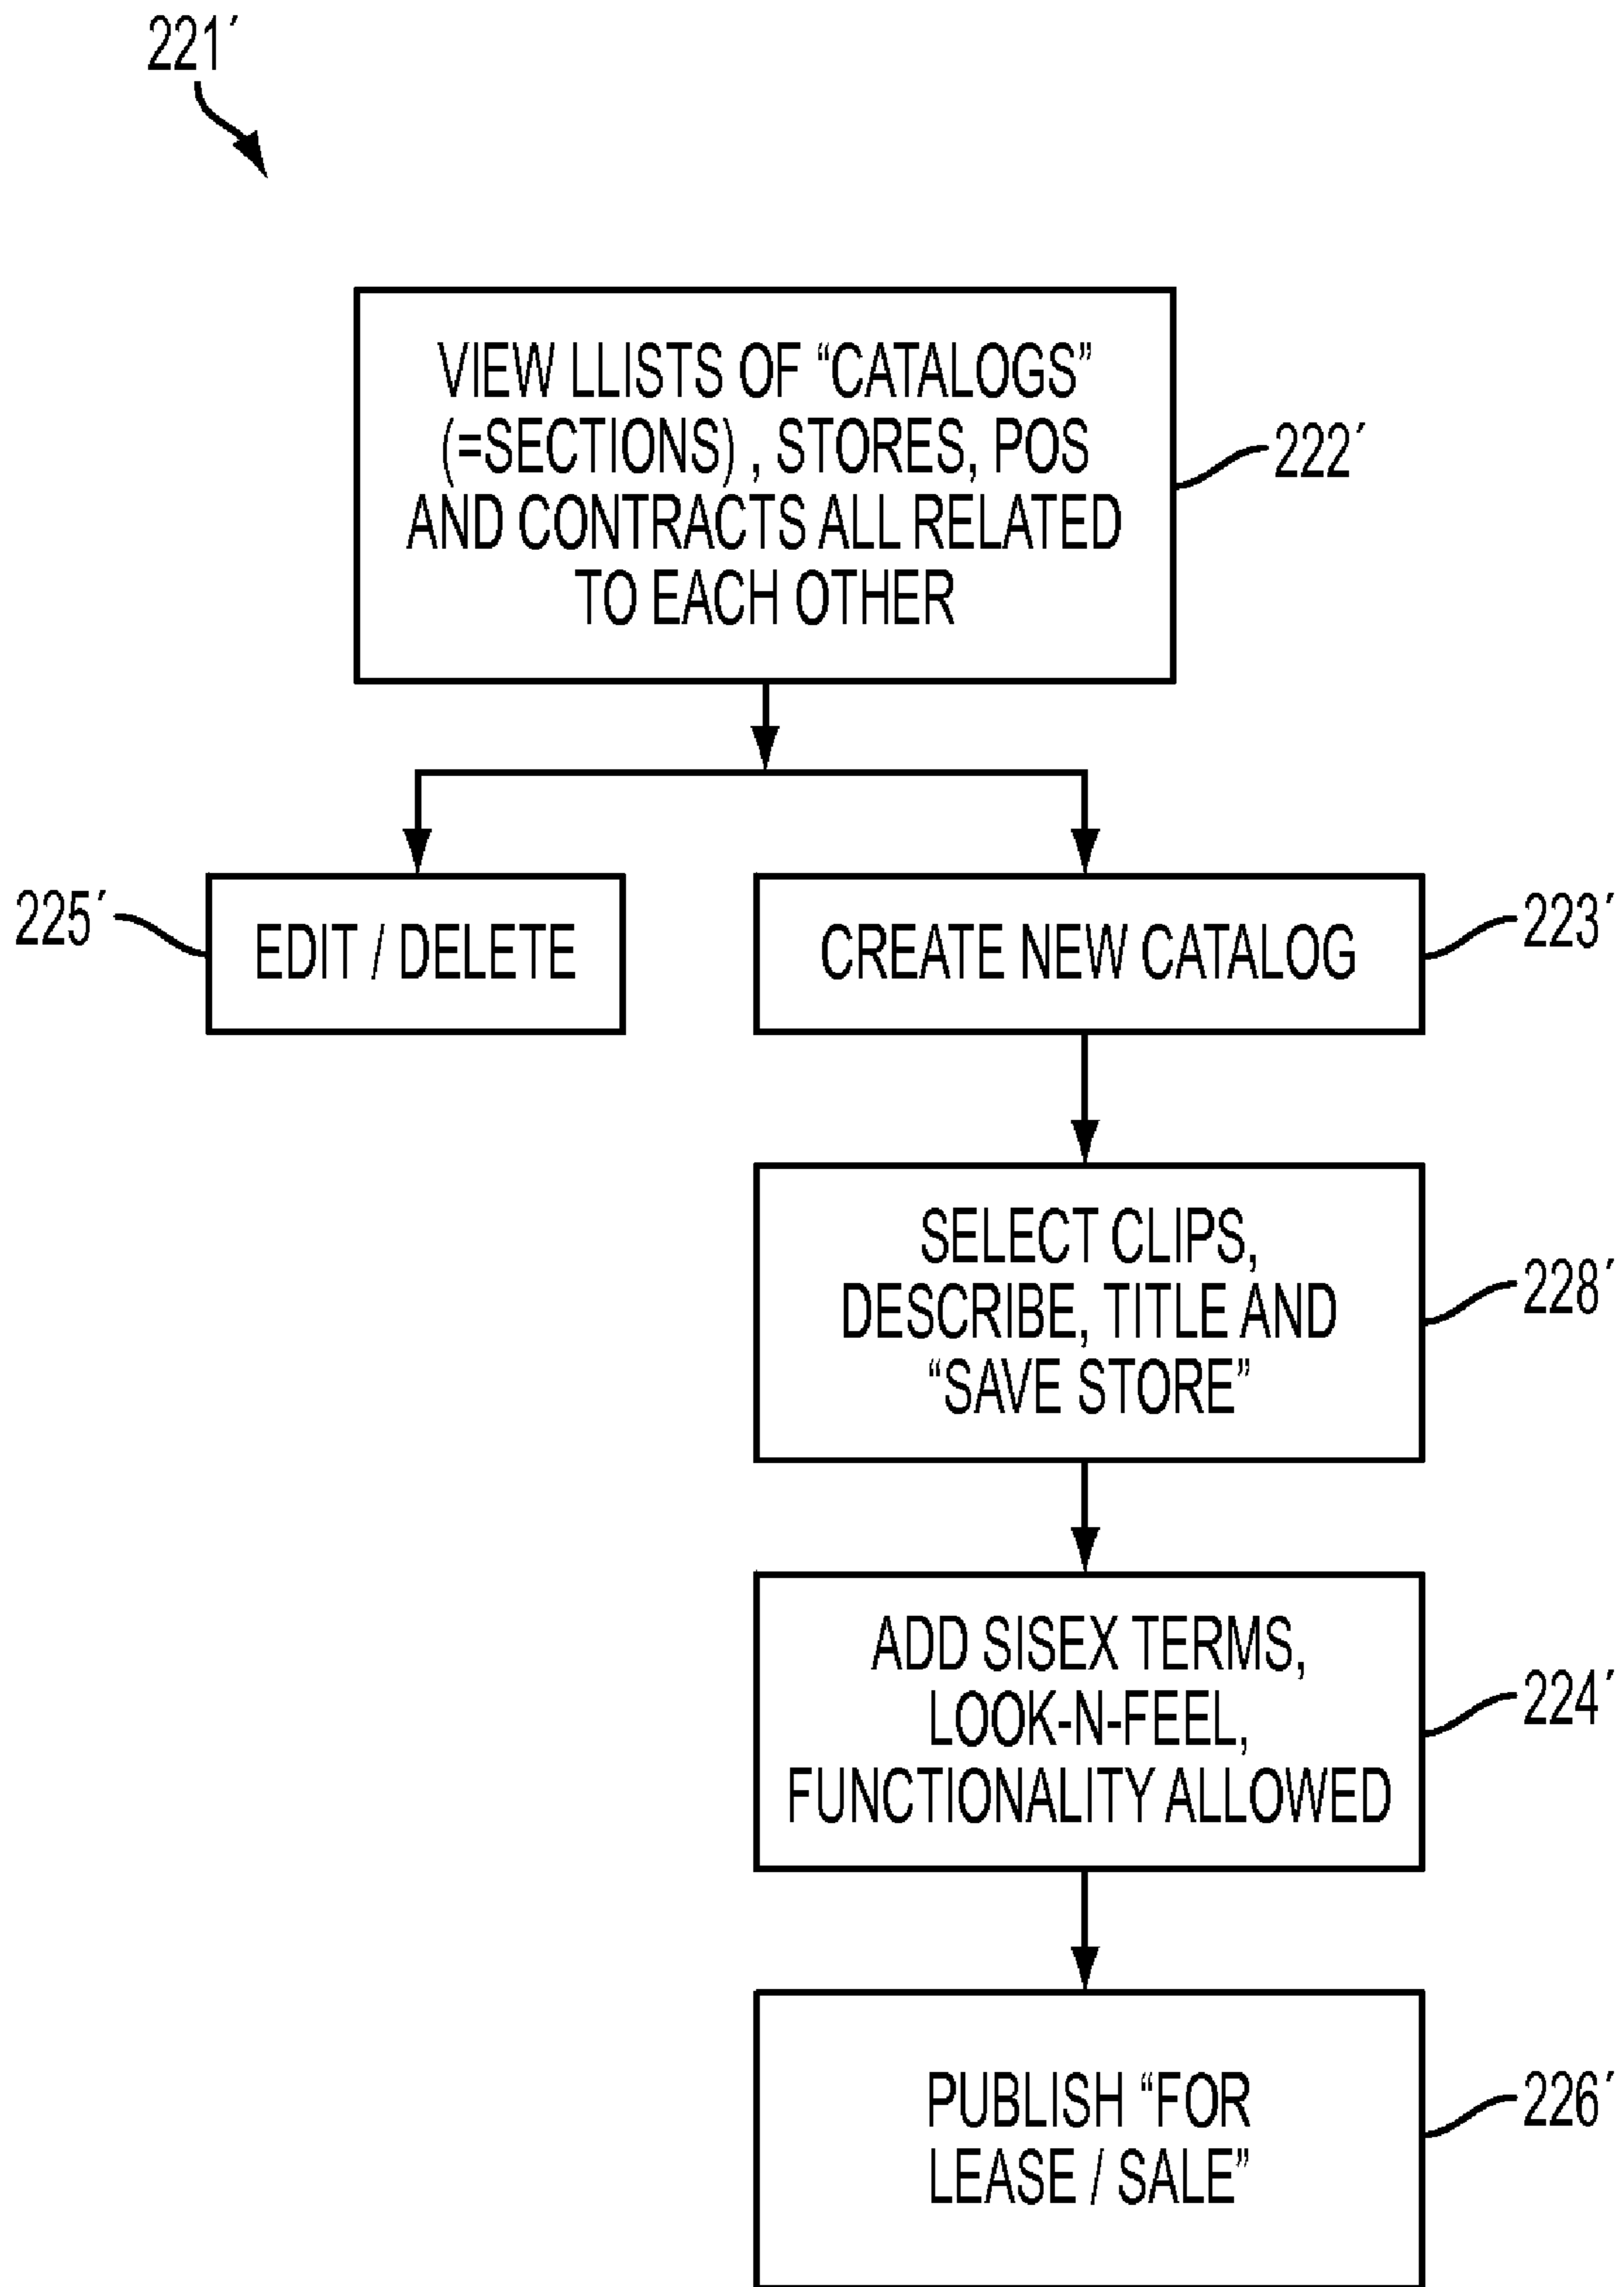 221′
VIEW LLISTS OF “CATALOGS”
(=SECTIONS) , STORES, POS
AND CONTRACTS ALL RELATED
TO EACH OTHER
222′
225′
EDIT / DELETE
CREATE NEW CATALOG
223′
SELECT CLIPS,
DESCRIBE, TITLE AND
“SAVE STORE”
228′
ADD SISEX TERMS,
LOOK-N-FEEL,
FUNCTIONALITY ALLOWED
224′
PUBLISH “FOR
LEASE / SALE”
226′